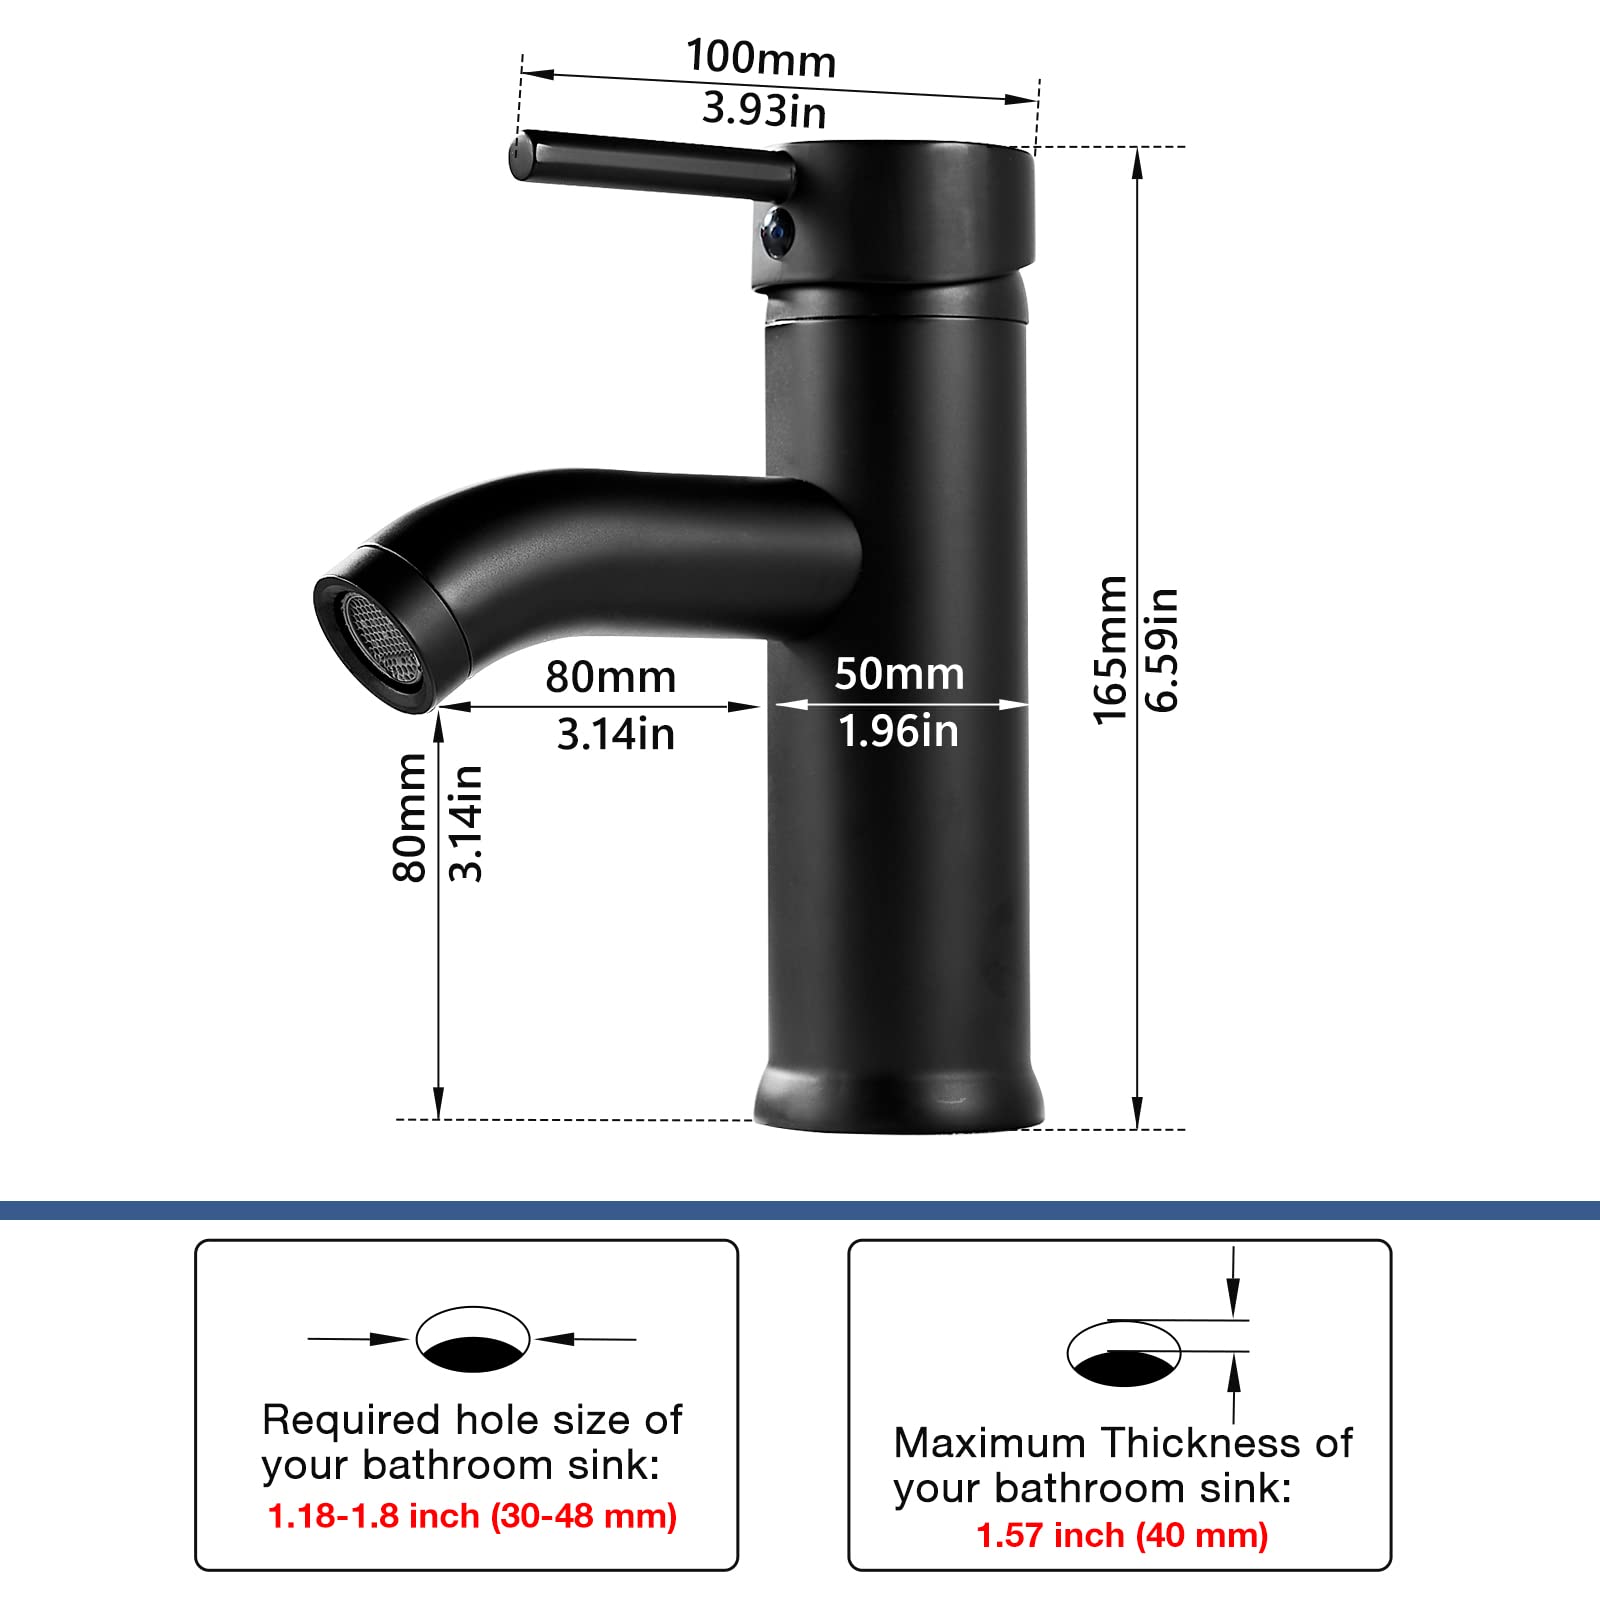 100mm
3.93in
80mm
3.14in
50mm
1.96in
165mm
6.59in
80mm
3.14in
Required hole size of
your bathroom sink:
1.18-1.8 inch (30-48 mm)
Maximum Thickness of
your bathroom sink:
1.57 inch (40 mm)